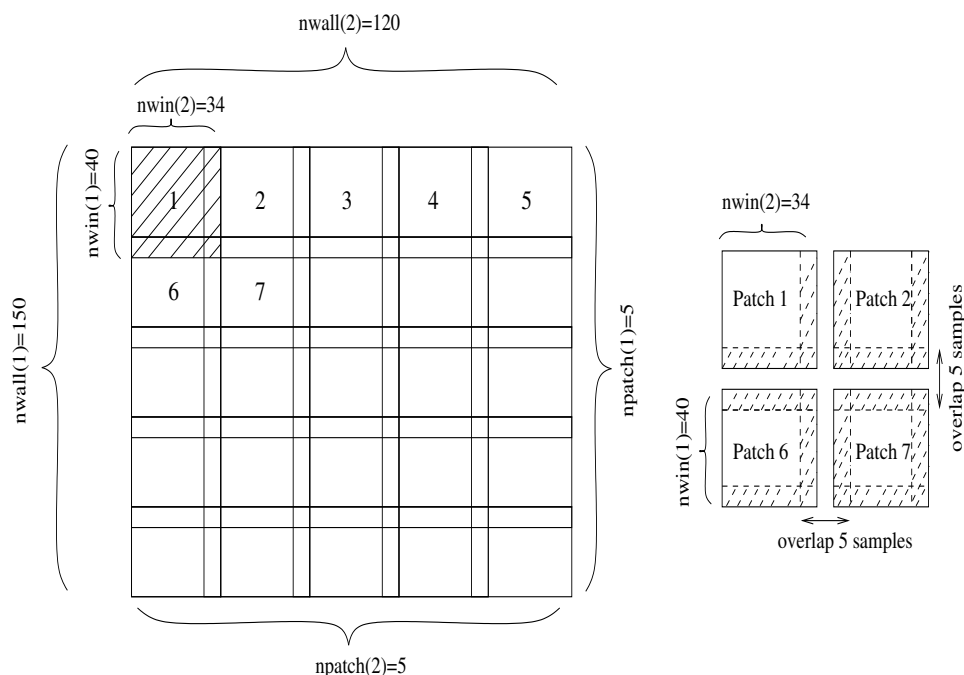 nwall(2)=120
nwin(2)=34
nwin(1)=40
nwall(1)=150
1 2 3 4 5
6 7
npatch(1)=5
npatch(2)=5
nwin(2)=34
Patch 1 Patch 2
overlap 5 samples
nwin(1)=40
Patch 6 Patch 7
overlap 5 samples